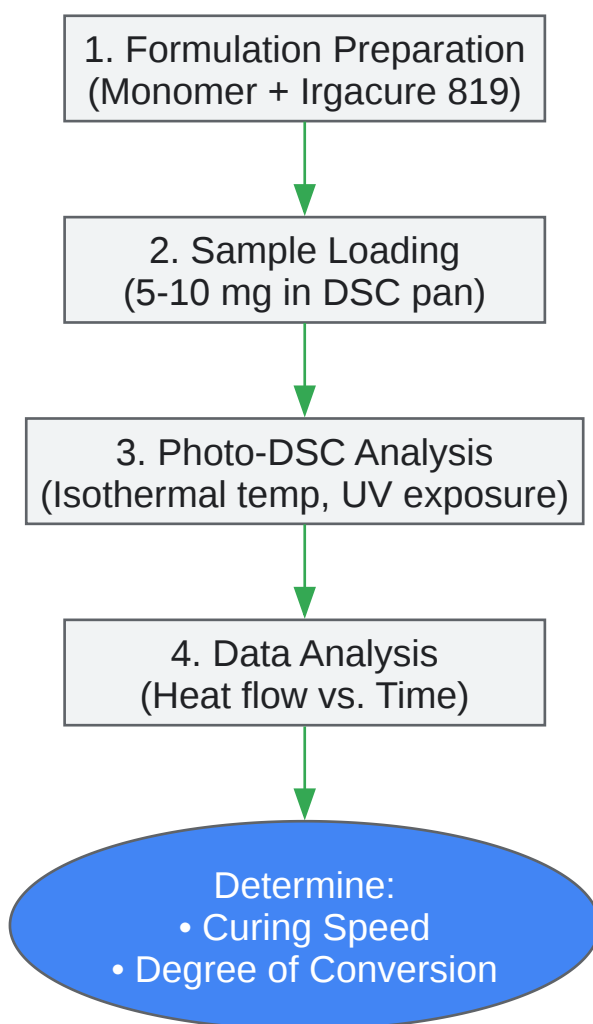 1. Formulation Preparation
(Monomer + Irgacure 819)
2. Sample Loading
(5-10 mg in DSC pan)
3. Photo-DSC Analysis
(Isothermal temp, UV exposure)
4. Data Analysis
(Heat flow vs. Time)
Determine:
• Curing Speed
• Degree of Conversion